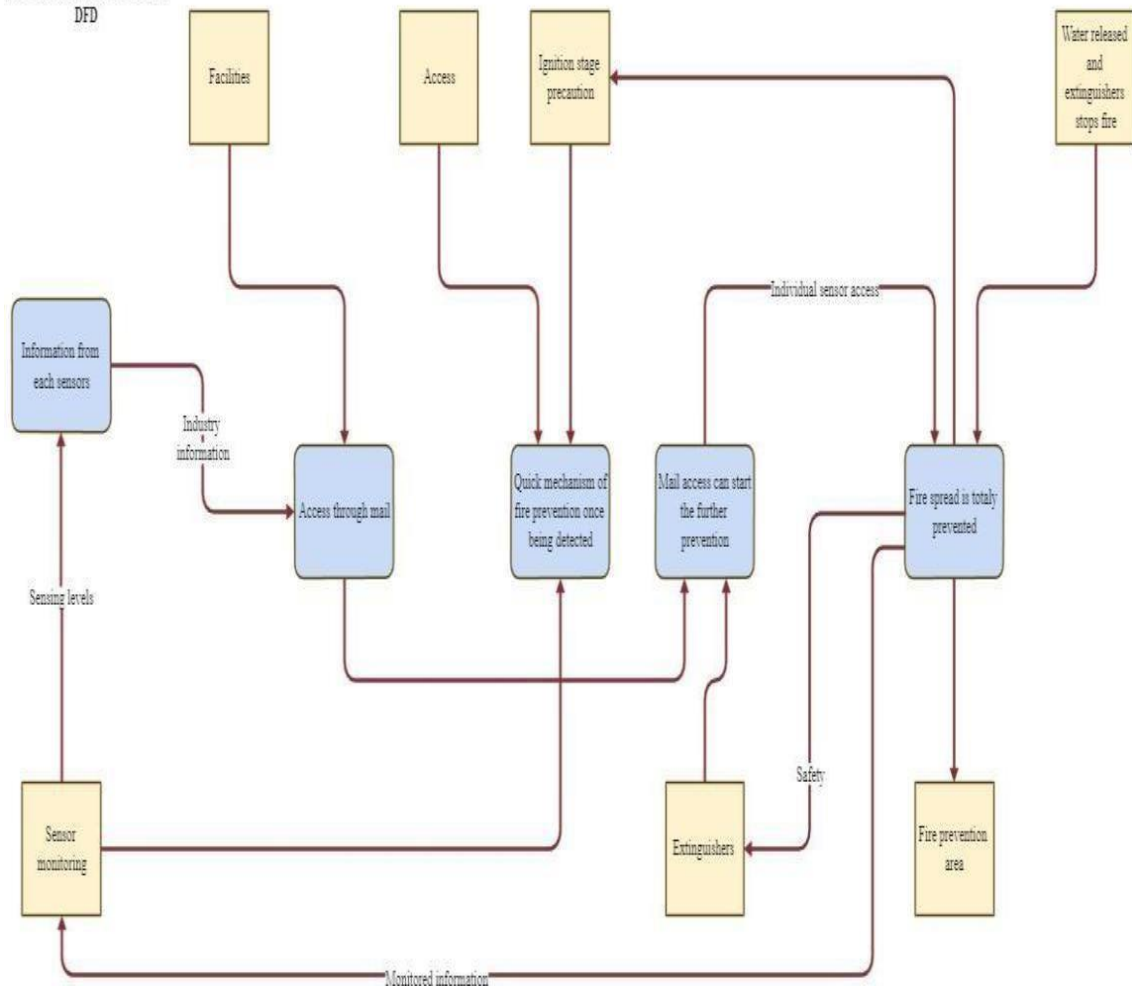 DFD
Facilities
Access
Ignition stage
precaution
Water released
and
extinguishers
stops fire
Individual sensor access
Information from
each sensors
Industry
information
Access through mail
Quick mechanism of
fire prevention once
being detected
Mail access can start
the further
prevention
Fire spread is totaly
prevented
Sensing levels
Safety
Sensor
monitoring
Extinguishers
Fire prevention
area
Monitored information